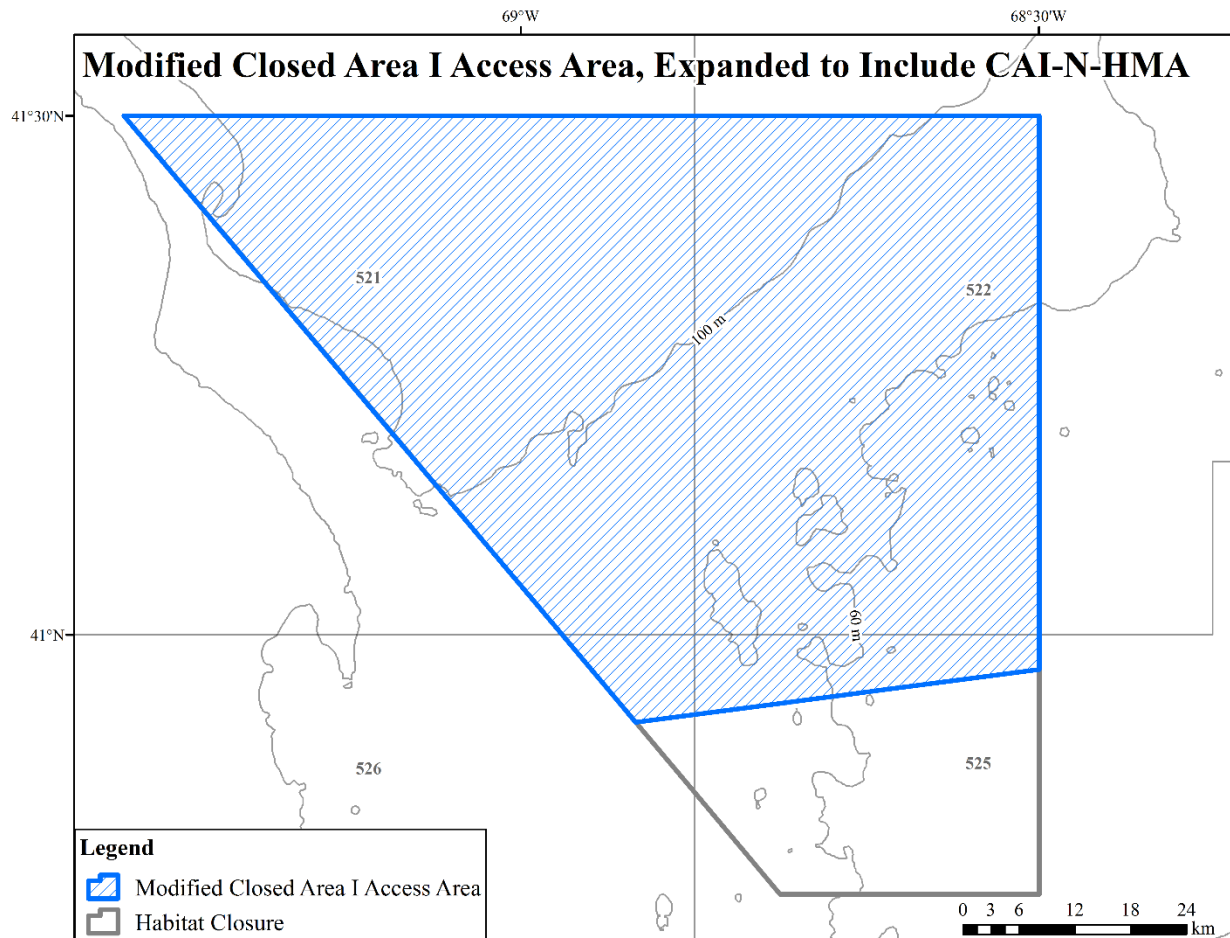 69°W 68°30'W
Modified Closed Area I Access Area, Expanded to Include CAI-N-HMA
41°30'N
521
522
100 m
60 m
41°N
526
525
Legend
Modified Closed Area I Access Area
Habitat Closure
0 3 6 12 18 24
km